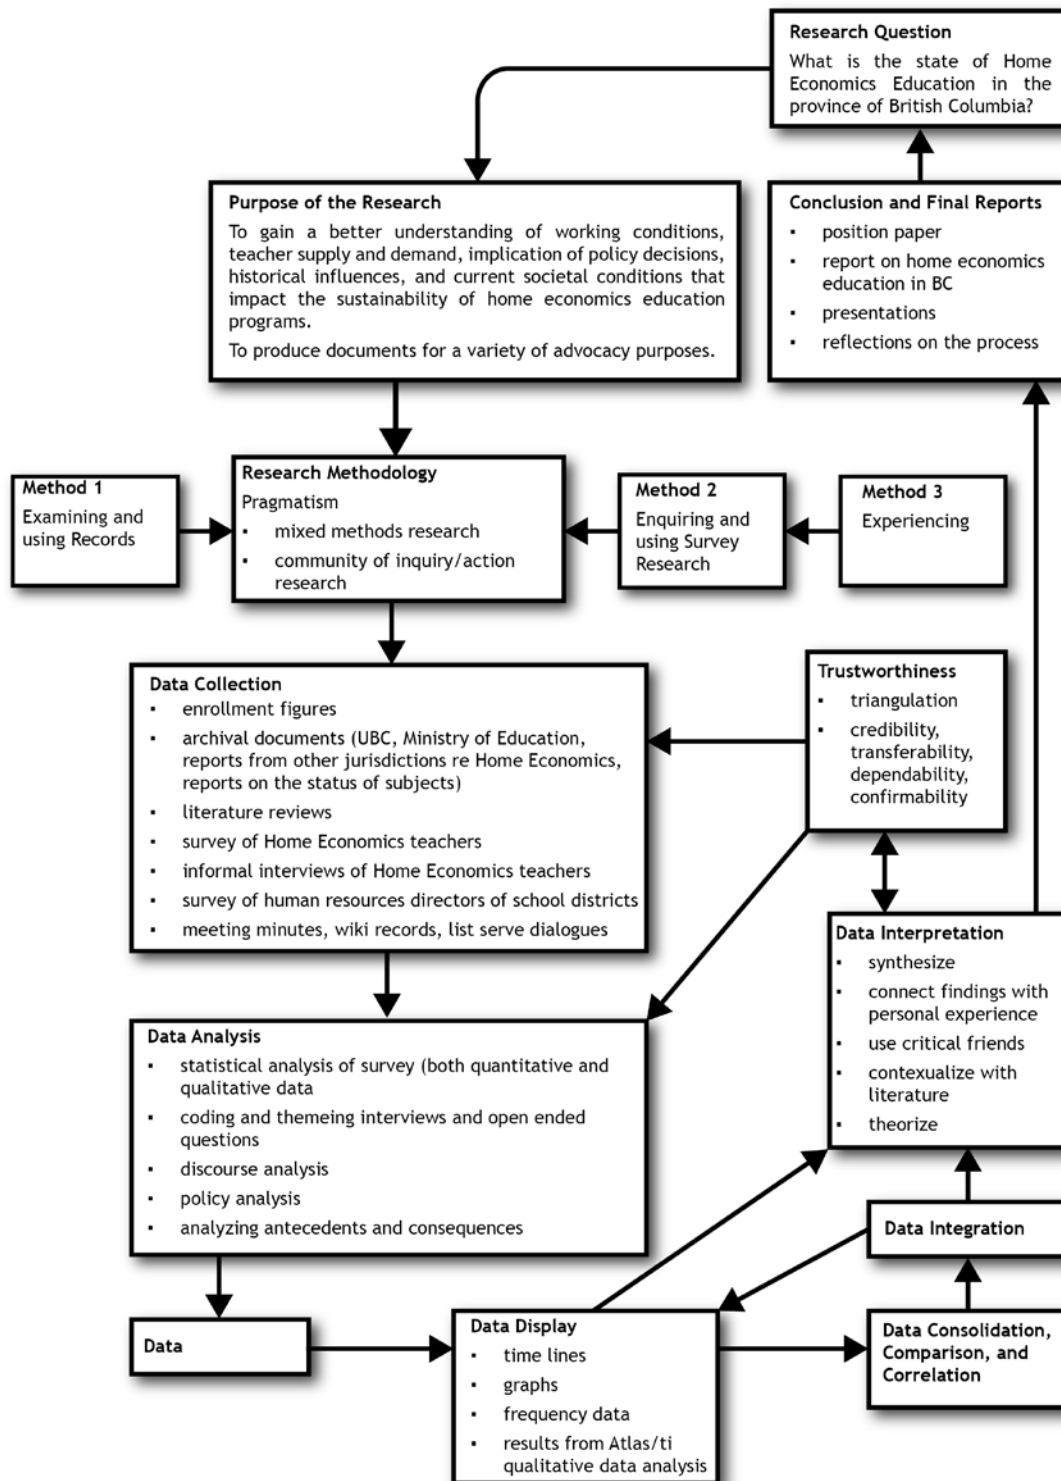 Research Question
What is the state of Home
Economics Education in the
province of British Columbia?
Purpose of the Research
To gain a better understanding of working conditions,
teacher supply and demand, implication of policy decisions,
historical influences, and current societal conditions that
impact the sustainability of home economics education
programs.
To produce documents for a variety of advocacy purposes.
Conclusion and Final Reports
▪ position paper
▪ report on home economics
education in BC
▪ presentations
▪ reflections on the process
Method 1
Examining and
using Records
Research Methodology
Pragmatism
▪ mixed methods research
▪ community of inquiry/action
research
Method 2
Enquiring and
using Survey
Research
Method 3
Experiencing
Data Collection
▪ enrollment figures
▪ archival documents (UBC, Ministry of Education,
reports from other jurisdictions re Home Economics,
reports on the status of subjects)
▪ literature reviews
▪ survey of Home Economics teachers
▪ informal interviews of Home Economics teachers
▪ survey of human resources directors of school districts
▪ meeting minutes, wiki records, list serve dialogues
Trustworthiness
▪ triangulation
▪ credibility,
transferability,
dependability,
confirmability
Data Analysis
▪ statistical analysis of survey (both quantitative and
qualitative data
▪ coding and themeing interviews and open ended
questions
▪ discourse analysis
▪ policy analysis
▪ analyzing antecedents and consequences
Data Interpretation
▪ synthesize
▪ connect findings with
personal experience
▪ use critical friends
▪ contexualize with
literature
▪ theorize
Data Integration
Data
Data Display
▪ time lines
▪ graphs
▪ frequency data
▪ results from Atlas/ti
qualitative data analysis
Data Consolidation,
Comparison, and
Correlation